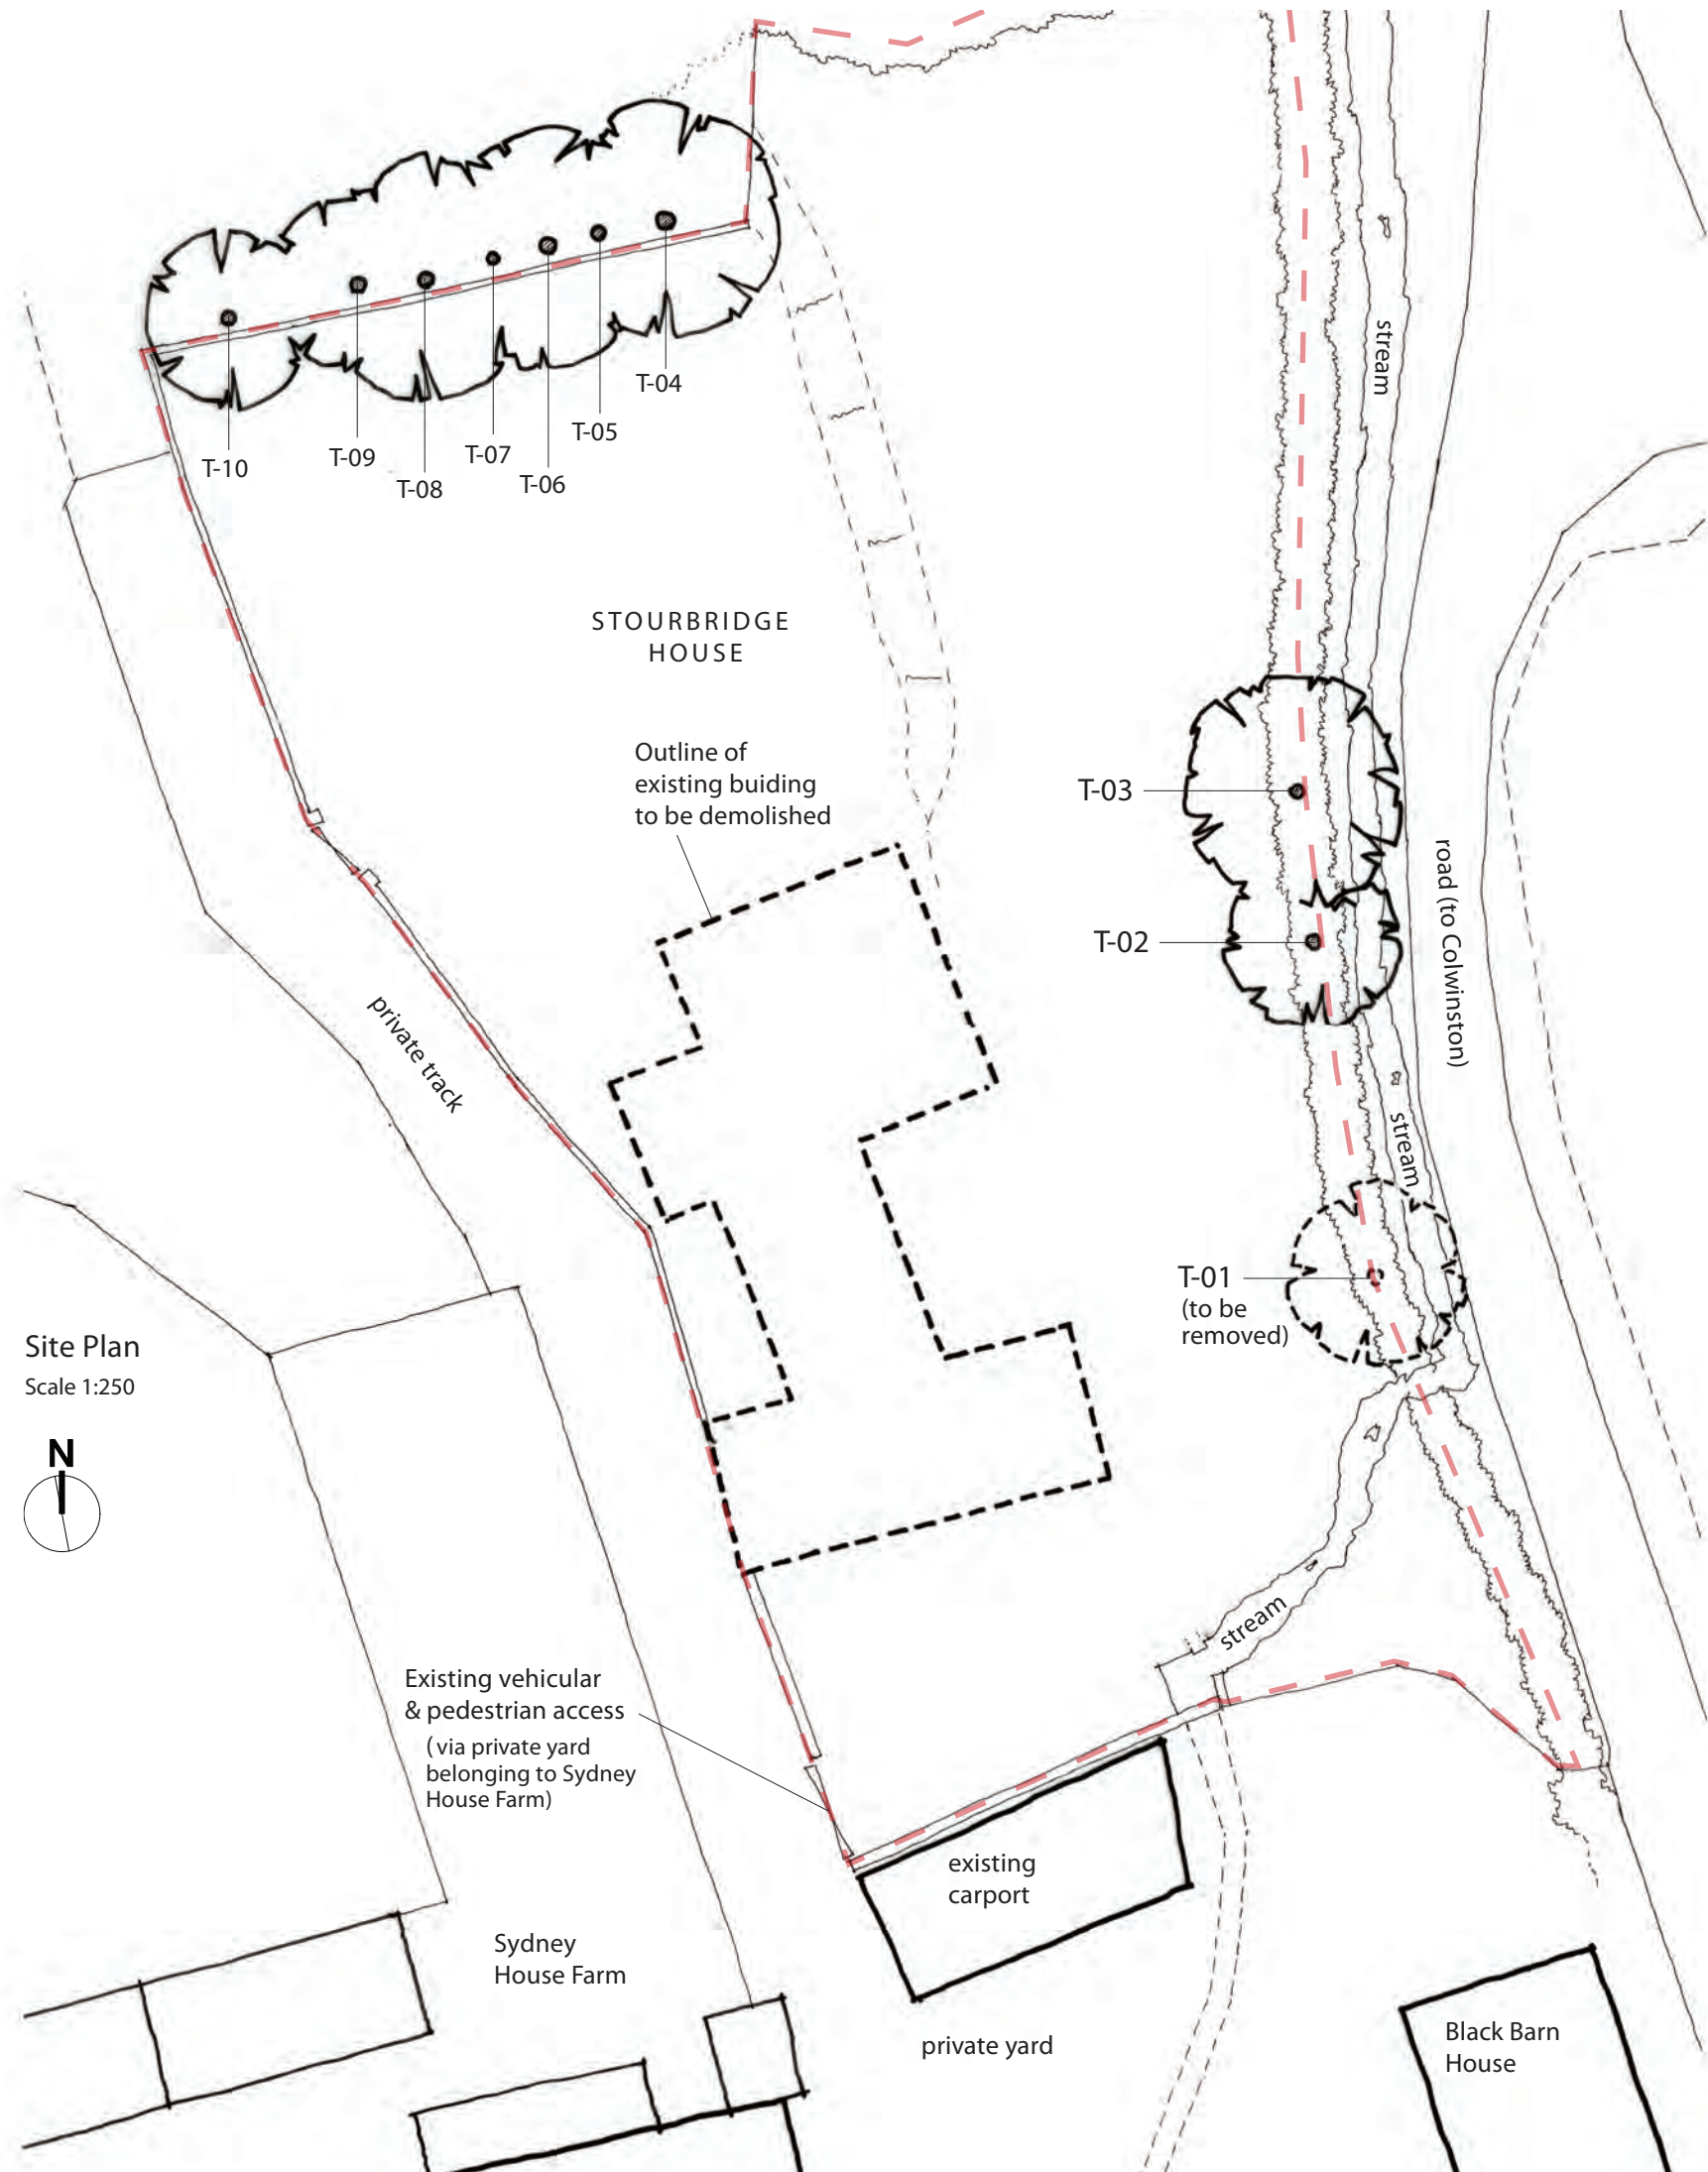 stream
T-04
T-05
T-07
T-09
T-10
T-06
T-08
STOURBRIDGE
HOUSE
Outline of
existing buiding
to be demolished
T-03
road (to Colwinston)
T-02
private track
stream
T-01
(to be
removed)
Site Plan
Scale 1:250
N
stream
Existing vehicular
& pedestrian access
(via private yard
belonging to Sydney
House Farm)
existing
carport
Sydney
House Farm
private yard
Black Barn
House